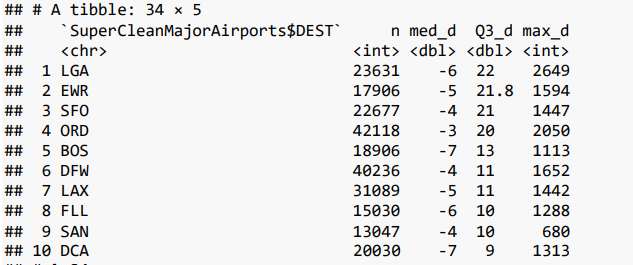 ## # A tibble: 34 × 5
##    `SuperCleanMajorAirports$DEST`     n med_d  Q3_d max_d
##    <chr>                          <int> <dbl> <dbl> <int>
##  1 LGA                            23631    -6  22    2649
##  2 EWR                            17906    -5  21.8  1594
##  3 SFO                            22677    -4  21    1447
##  4 ORD                            42118    -3  20    2050
##  5 BOS                            18906    -7  13    1113
##  6 DFW                            40236    -4  11    1652
##  7 LAX                            31089    -5  11    1442
##  8 FLL                            15030    -6  10    1288
##  9 SAN                            13047    -4  10     680
## 10 DCA                            20030    -7   9    1313